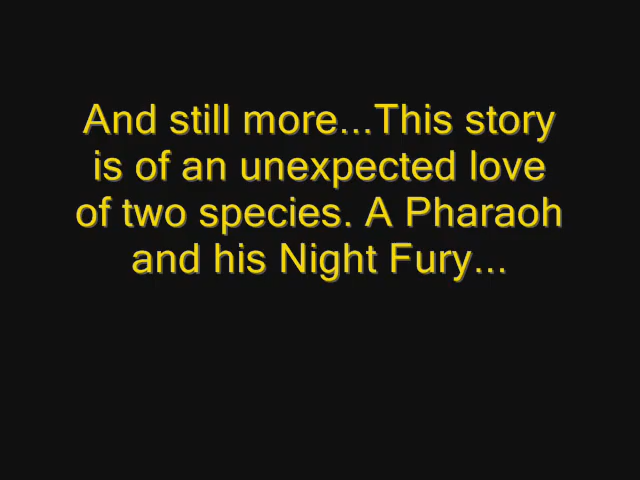 And still more...This story
is of an unexpected love
of two species. A Pharaoh
and his Night Fury...